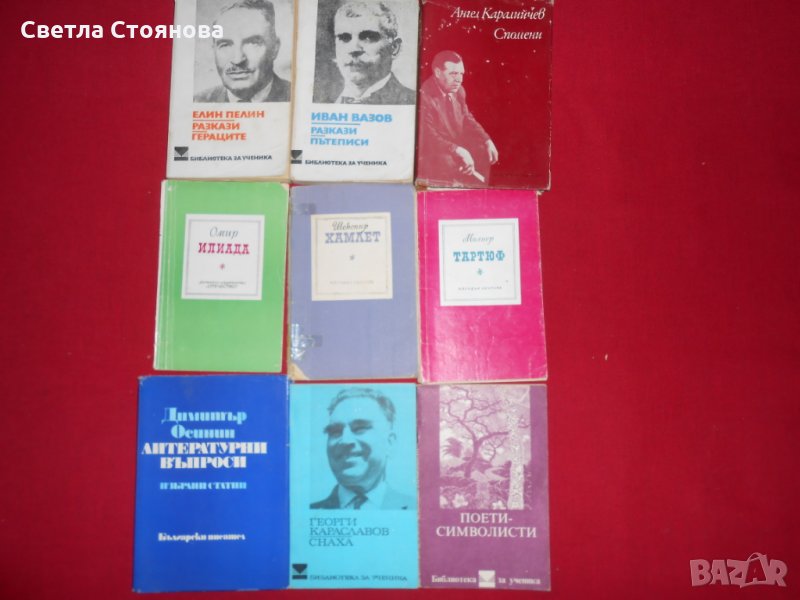 Светла Стоянова
ЕЛИН ПЕЛИН
РАЗКАЗИ
ГЕРАЦИТЕ
БИБЛИОТЕКА ЗА УЧЕНИКА
ИВАН ВАЗОВ
РАЗКАЗИ
ПЪТЕПИСИ
БИБЛИОТЕКА ЗА УЧЕНИКА
Ангел Каралийчев
Спомени
Омир
ИЛИАДА
Шекспир
ХАМЛЕТ
Молиер
ТАРТЮФ
Димитър
Осинин
ЛИТЕРАТУРНИ
ВЪПРОСИ
ИЗБРАНИ СТАТИИ
Български писател
ГЕОРГИ
КАРАСЛАВОВ
СНАХА
БИБЛИОТЕКА ЗА УЧЕНИКА
ПОЕТИ-
СИМВОЛИСТИ
Библиотека за ученика
BAZAR